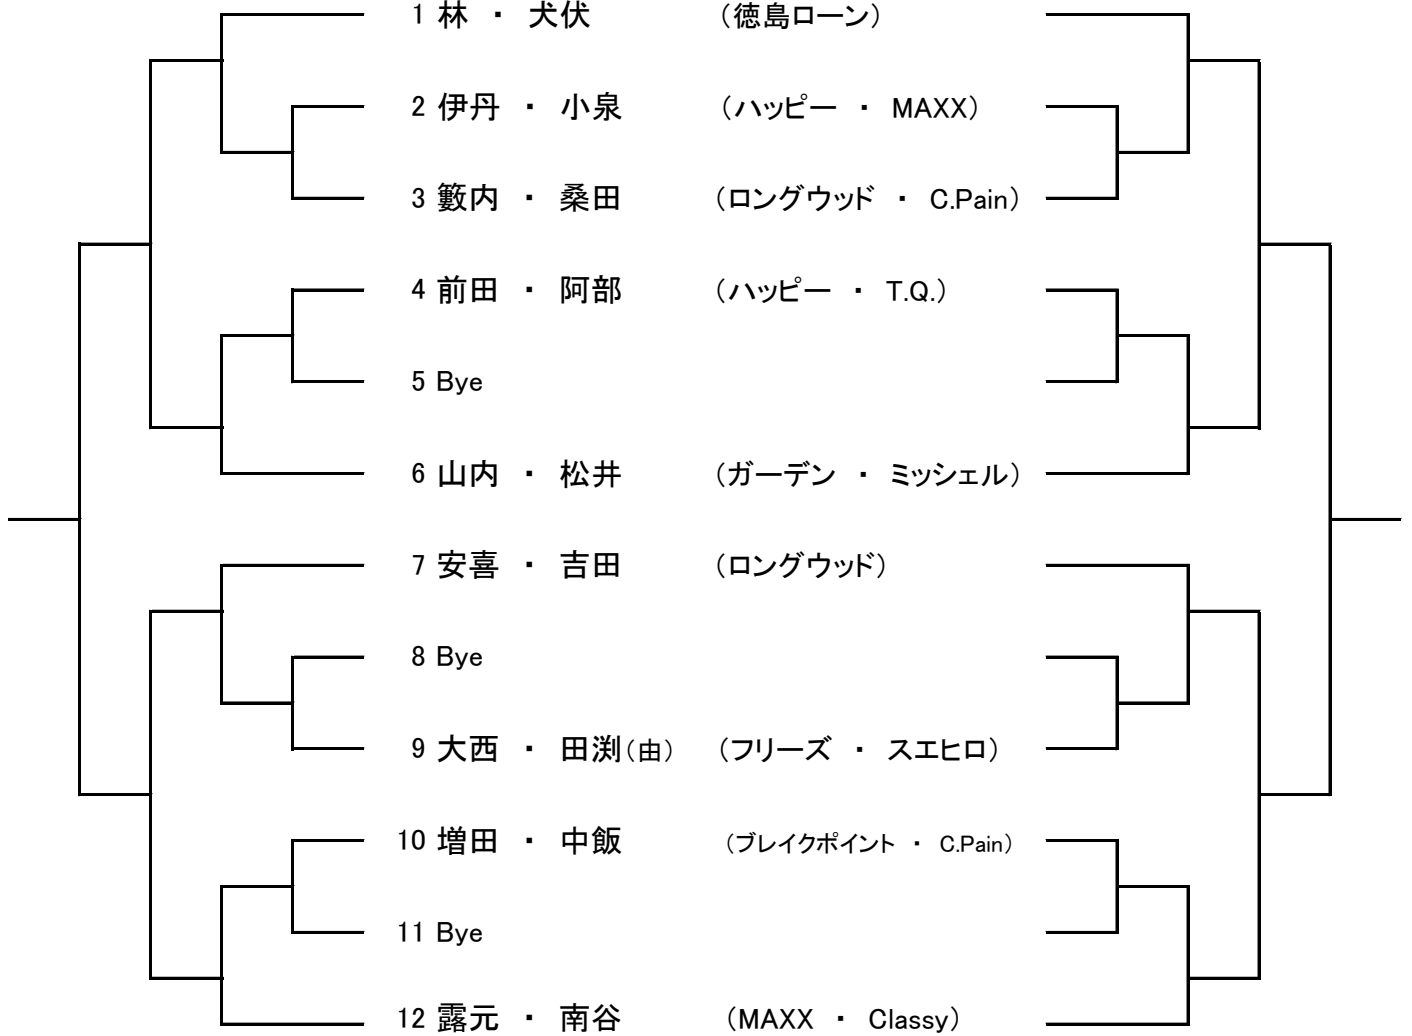 1 林 ・ 犬伏 （徳島ローン）
2 伊丹 ・ 小泉 （ハッピー ・ MAXX）
3 籔内 ・ 桑田 （ロングウッド ・ C.Pain）
4 前田 ・ 阿部 （ハッピー ・ T.Q.）
5 Bye
6 山内 ・ 松井 （ガーデン ・ ミッシェル）
7 安喜 ・ 吉田 （ロングウッド）
8 Bye
9 大西 ・ 田渕（由） （フリーズ ・ スエヒロ）
10 増田 ・ 中飯 （ブレイクポイント ・ C.Pain）
11 Bye
12 露元 ・ 南谷 （MAXX ・ Classy）